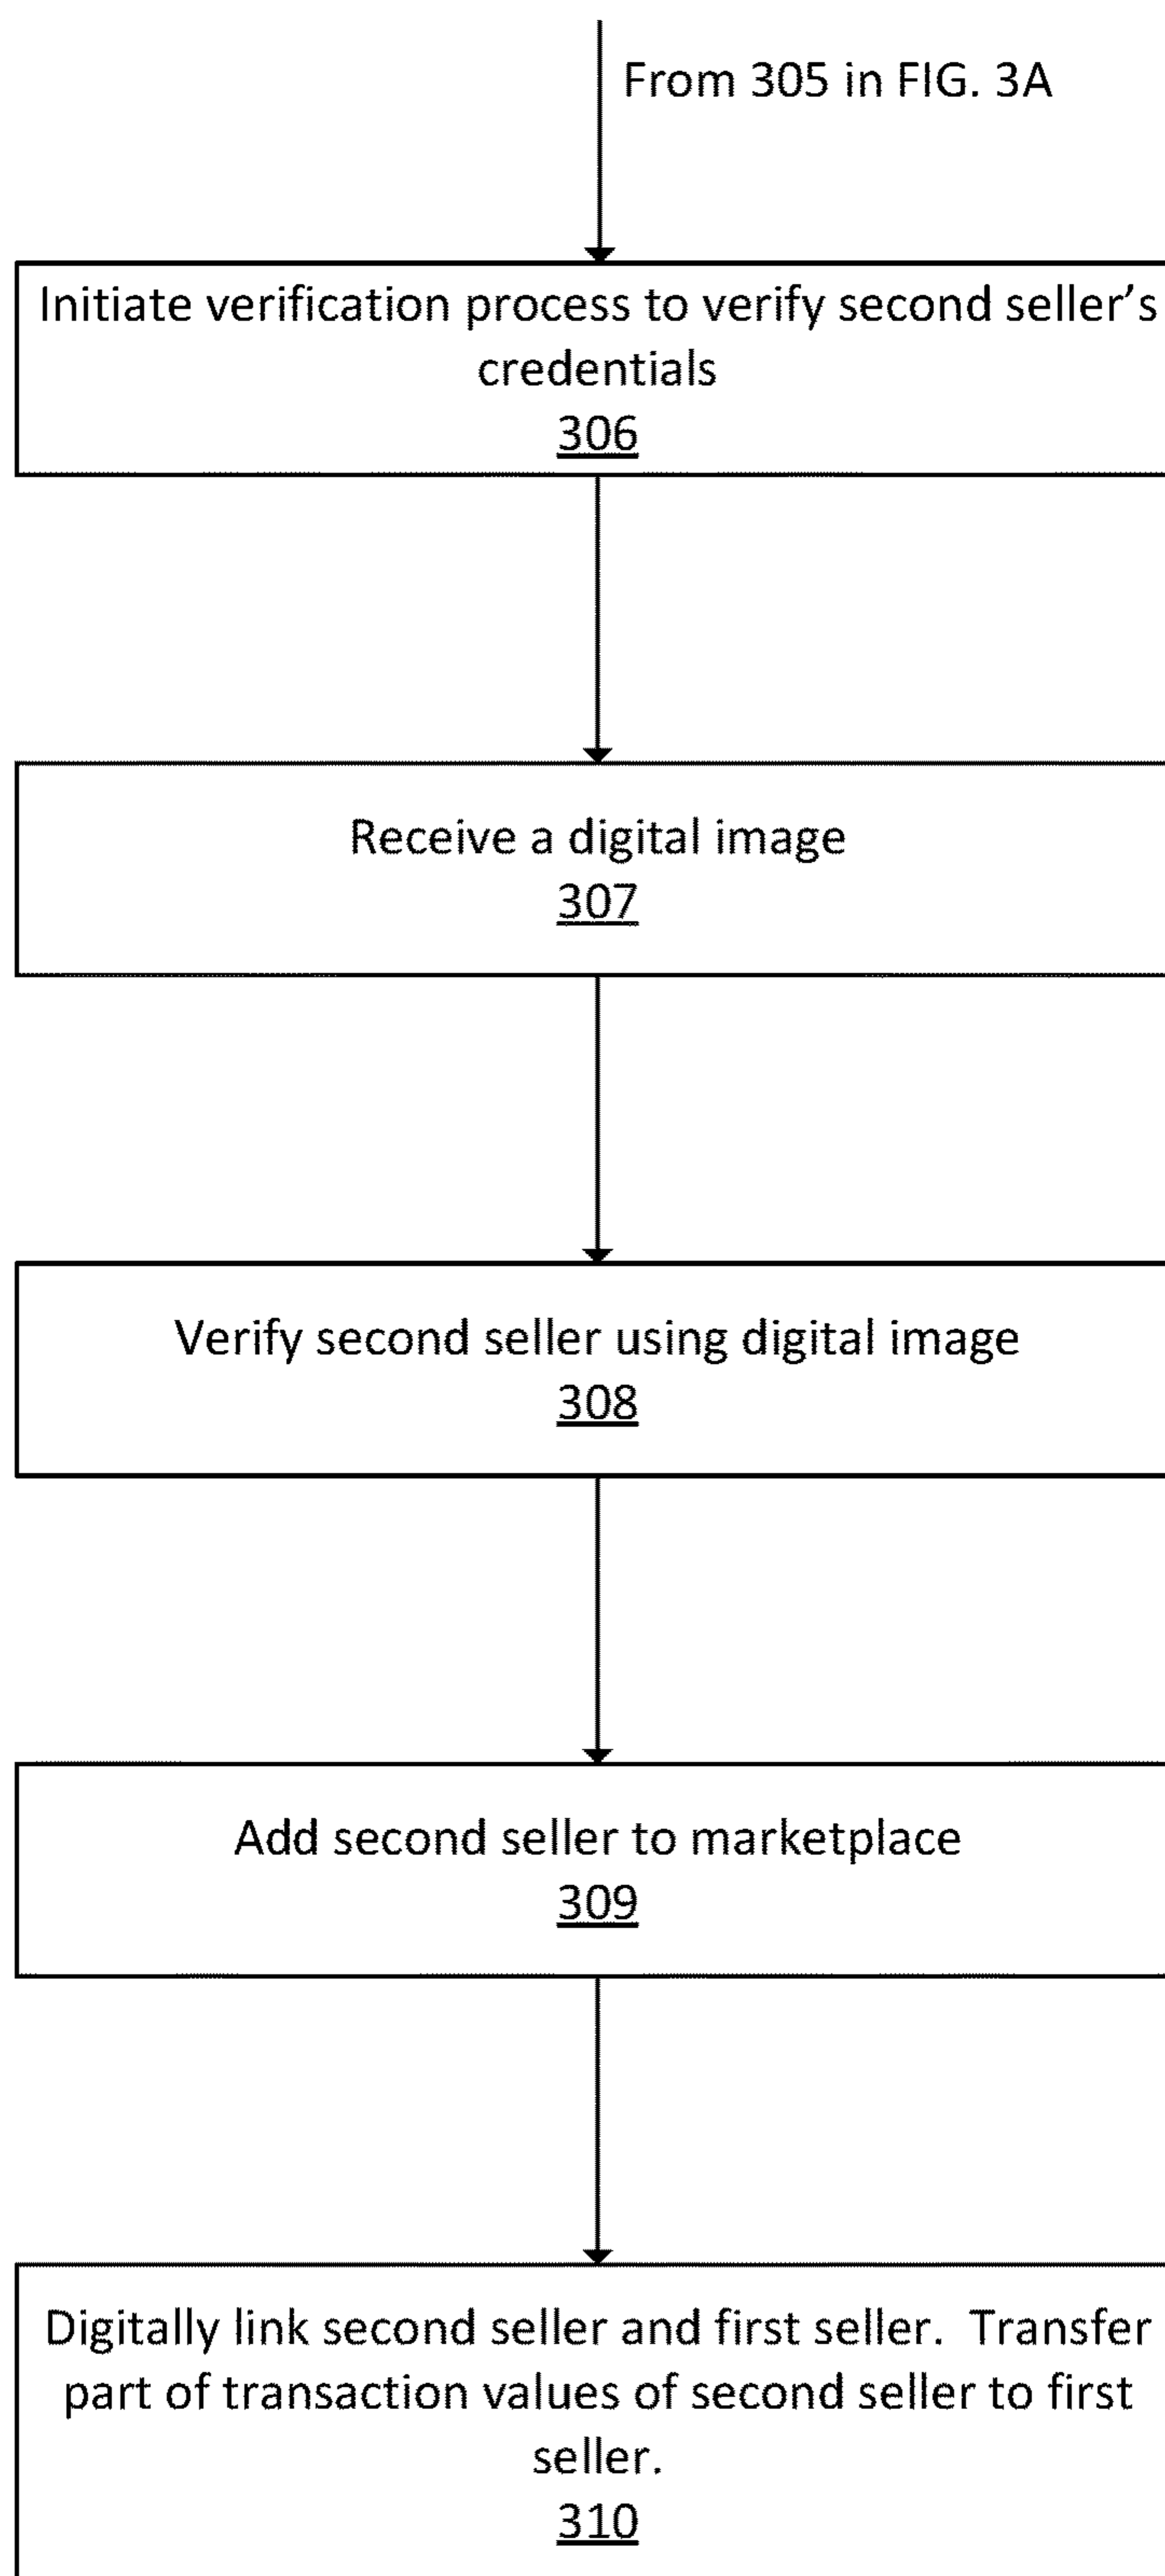 From 305 in FIG. 3A
Initiate verification process to verify second seller’s
credentials
306
Receive a digital image
307
Verify second seller using digital image
308
Add second seller to marketplace
309
Digitally link second seller and first seller.  Transfer
part of transaction values of second seller to first
seller.
310